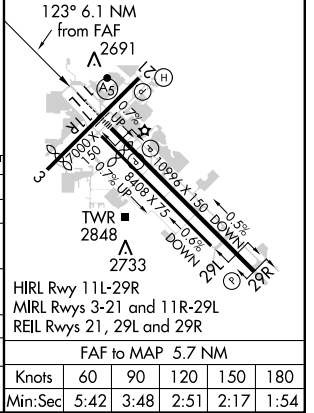 123° 6.1 NM
from FAF
2691
A5
21
H
P
11L
11R
0.7% UP
7000 X 150
3
P
P
10996 X 150
8408 X 75
0.7% UP
0.5% DOWN
0.6% DOWN
TWR
2848
2733
29L
P
29R
HIRL Rwy 11L-29R
MIRL Rwys 3-21 and 11R-29L
REIL Rwys 21, 29L and 29R
FAF to MAP 5.7 NM
Knots 60 90 120 150 180
Min:Sec 5:42 3:48 2:51 2:17 1:54